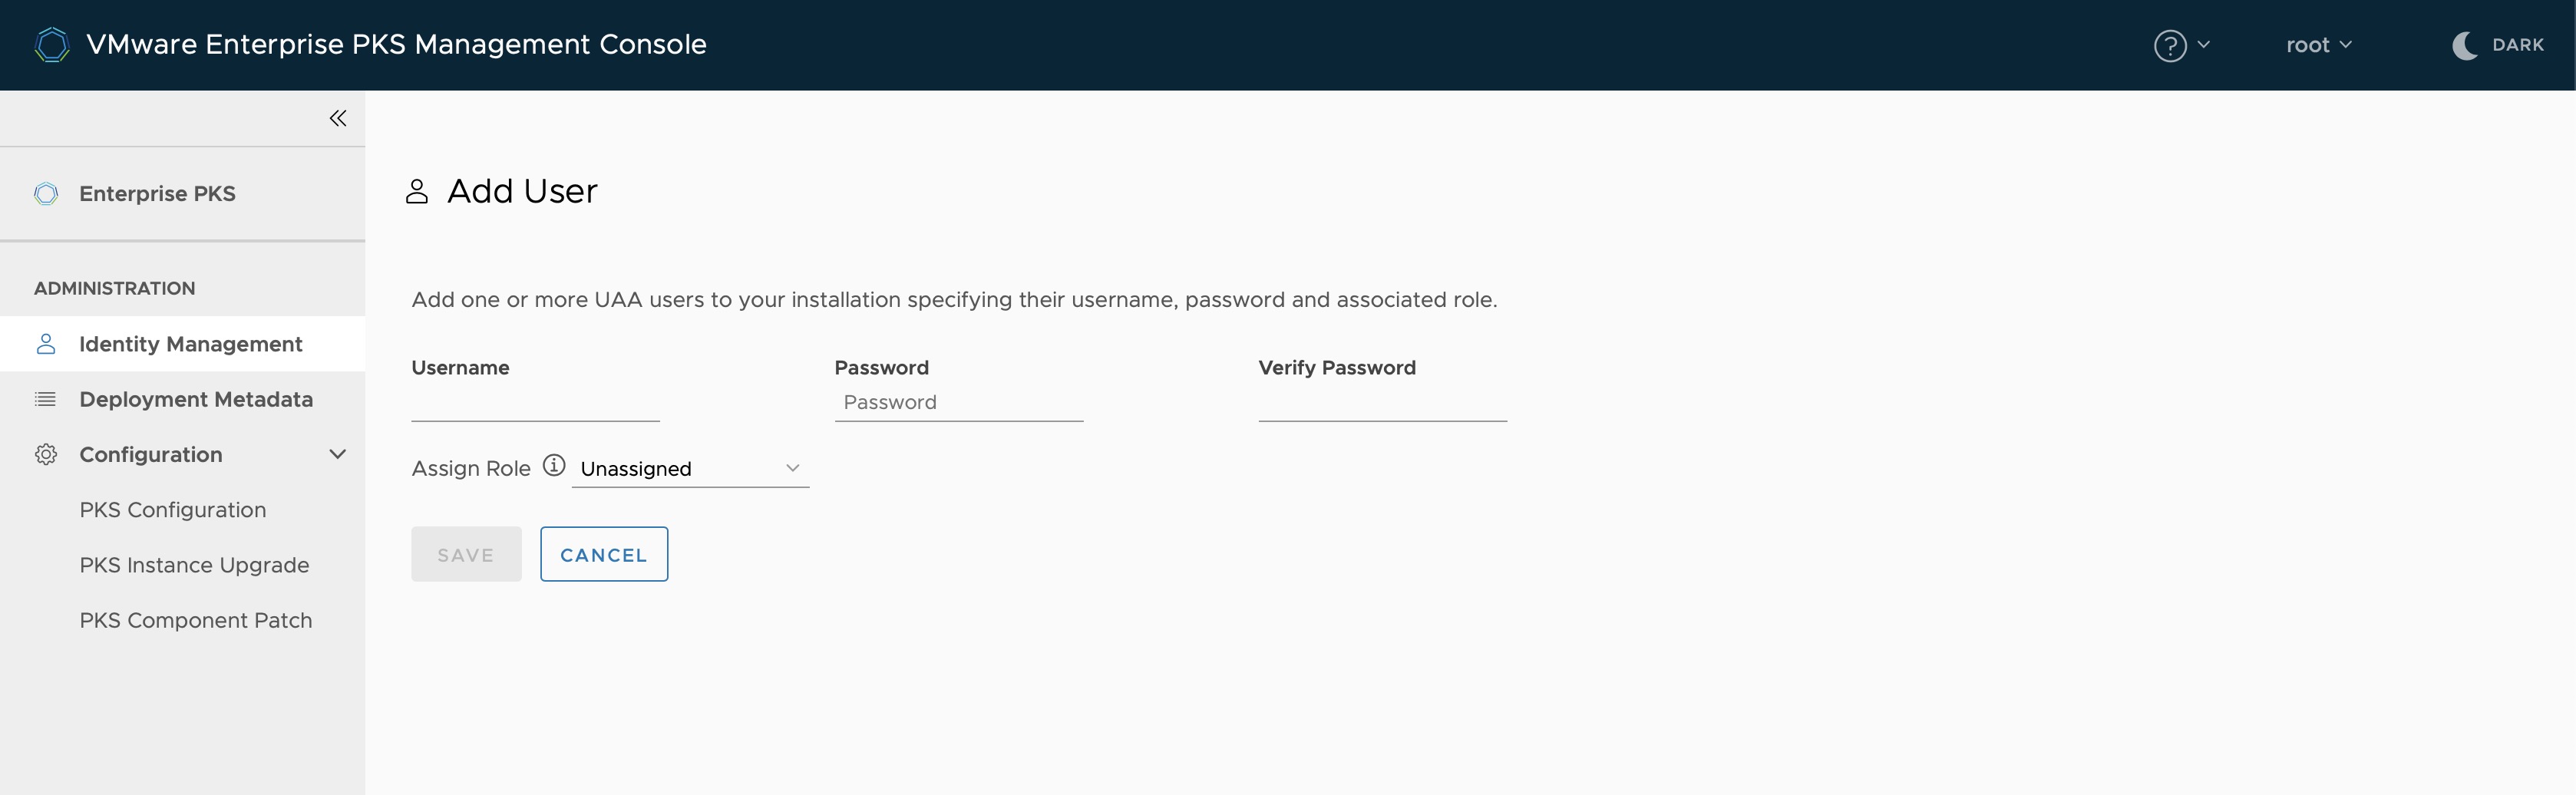 VMware Enterprise PKS Management Console
root
DARK
Enterprise PKS
ADMINISTRATION
Identity Management
Deployment Metadata
Configuration
PKS Configuration
PKS Instance Upgrade
PKS Component Patch
Add User
Add one or more UAA users to your installation specifying their username, password and associated role.
Username Password Verify Password
Password
Assign Role Unassigned
SAVE CANCEL